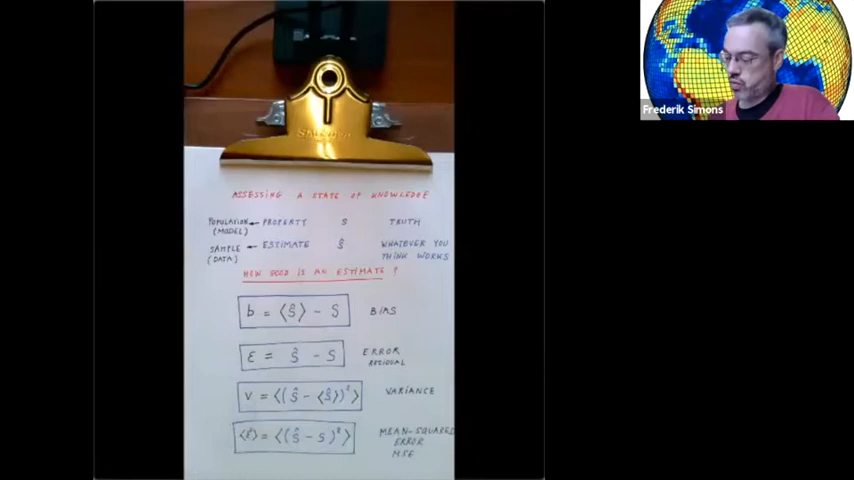 Frederik Simons
ASSESSING A STATE OF KNOWLEDGE
POPULATION ← PROPERTY S TRUTH
(MODEL)
SAMPLE ← ESTIMATE Ŝ WHATEVER YOU
(DATA) THINK WORKS
HOW GOOD IS AN ESTIMATE ?
b = ⟨Ŝ⟩ - S BIAS
ε = Ŝ - S ERROR
RESIDUAL
v = ⟨(Ŝ - ⟨Ŝ⟩)²⟩ VARIANCE
⟨ε²⟩ = ⟨(Ŝ - S)²⟩ MEAN-SQUARED
ERROR
MSE